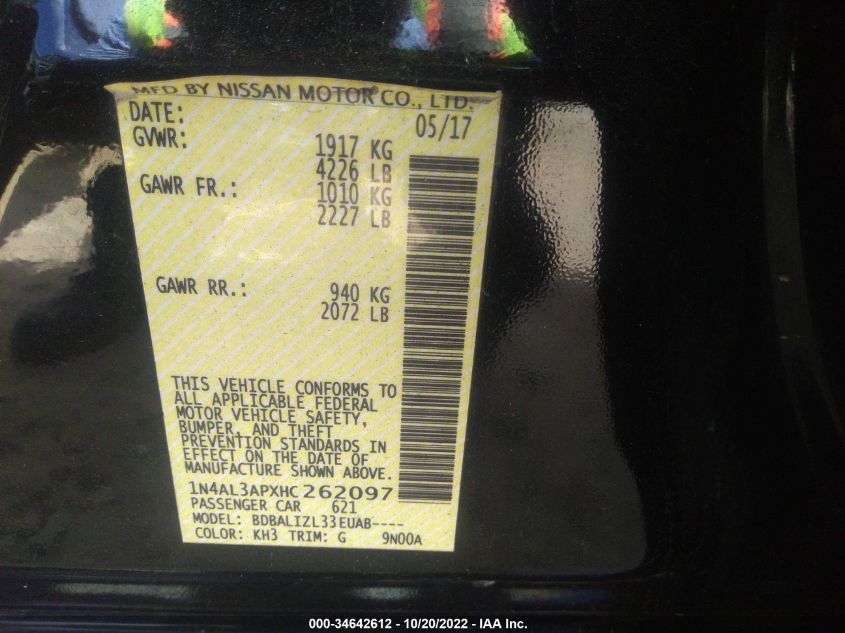 MFD BY NISSAN MOTOR CO., LTD.
DATE: 05/17
GVWR: 1917 KG
4226 LB
GAWR FR.: 1010 KG
2227 LB
GAWR RR.: 940 KG
2072 LB
THIS VEHICLE CONFORMS TO
ALL APPLICABLE FEDERAL
MOTOR VEHICLE SAFETY,
BUMPER, AND THEFT
PREVENTION STANDARDS IN
EFFECT ON THE DATE OF
MANUFACTURE SHOWN ABOVE.
1N4AL3APXHC262097
PASSENGER CAR 621
MODEL: BDBALIZL33EUAB----
COLOR: KH3 TRIM: G 9N00A
000-34642612 - 10/20/2022 - IAA Inc.